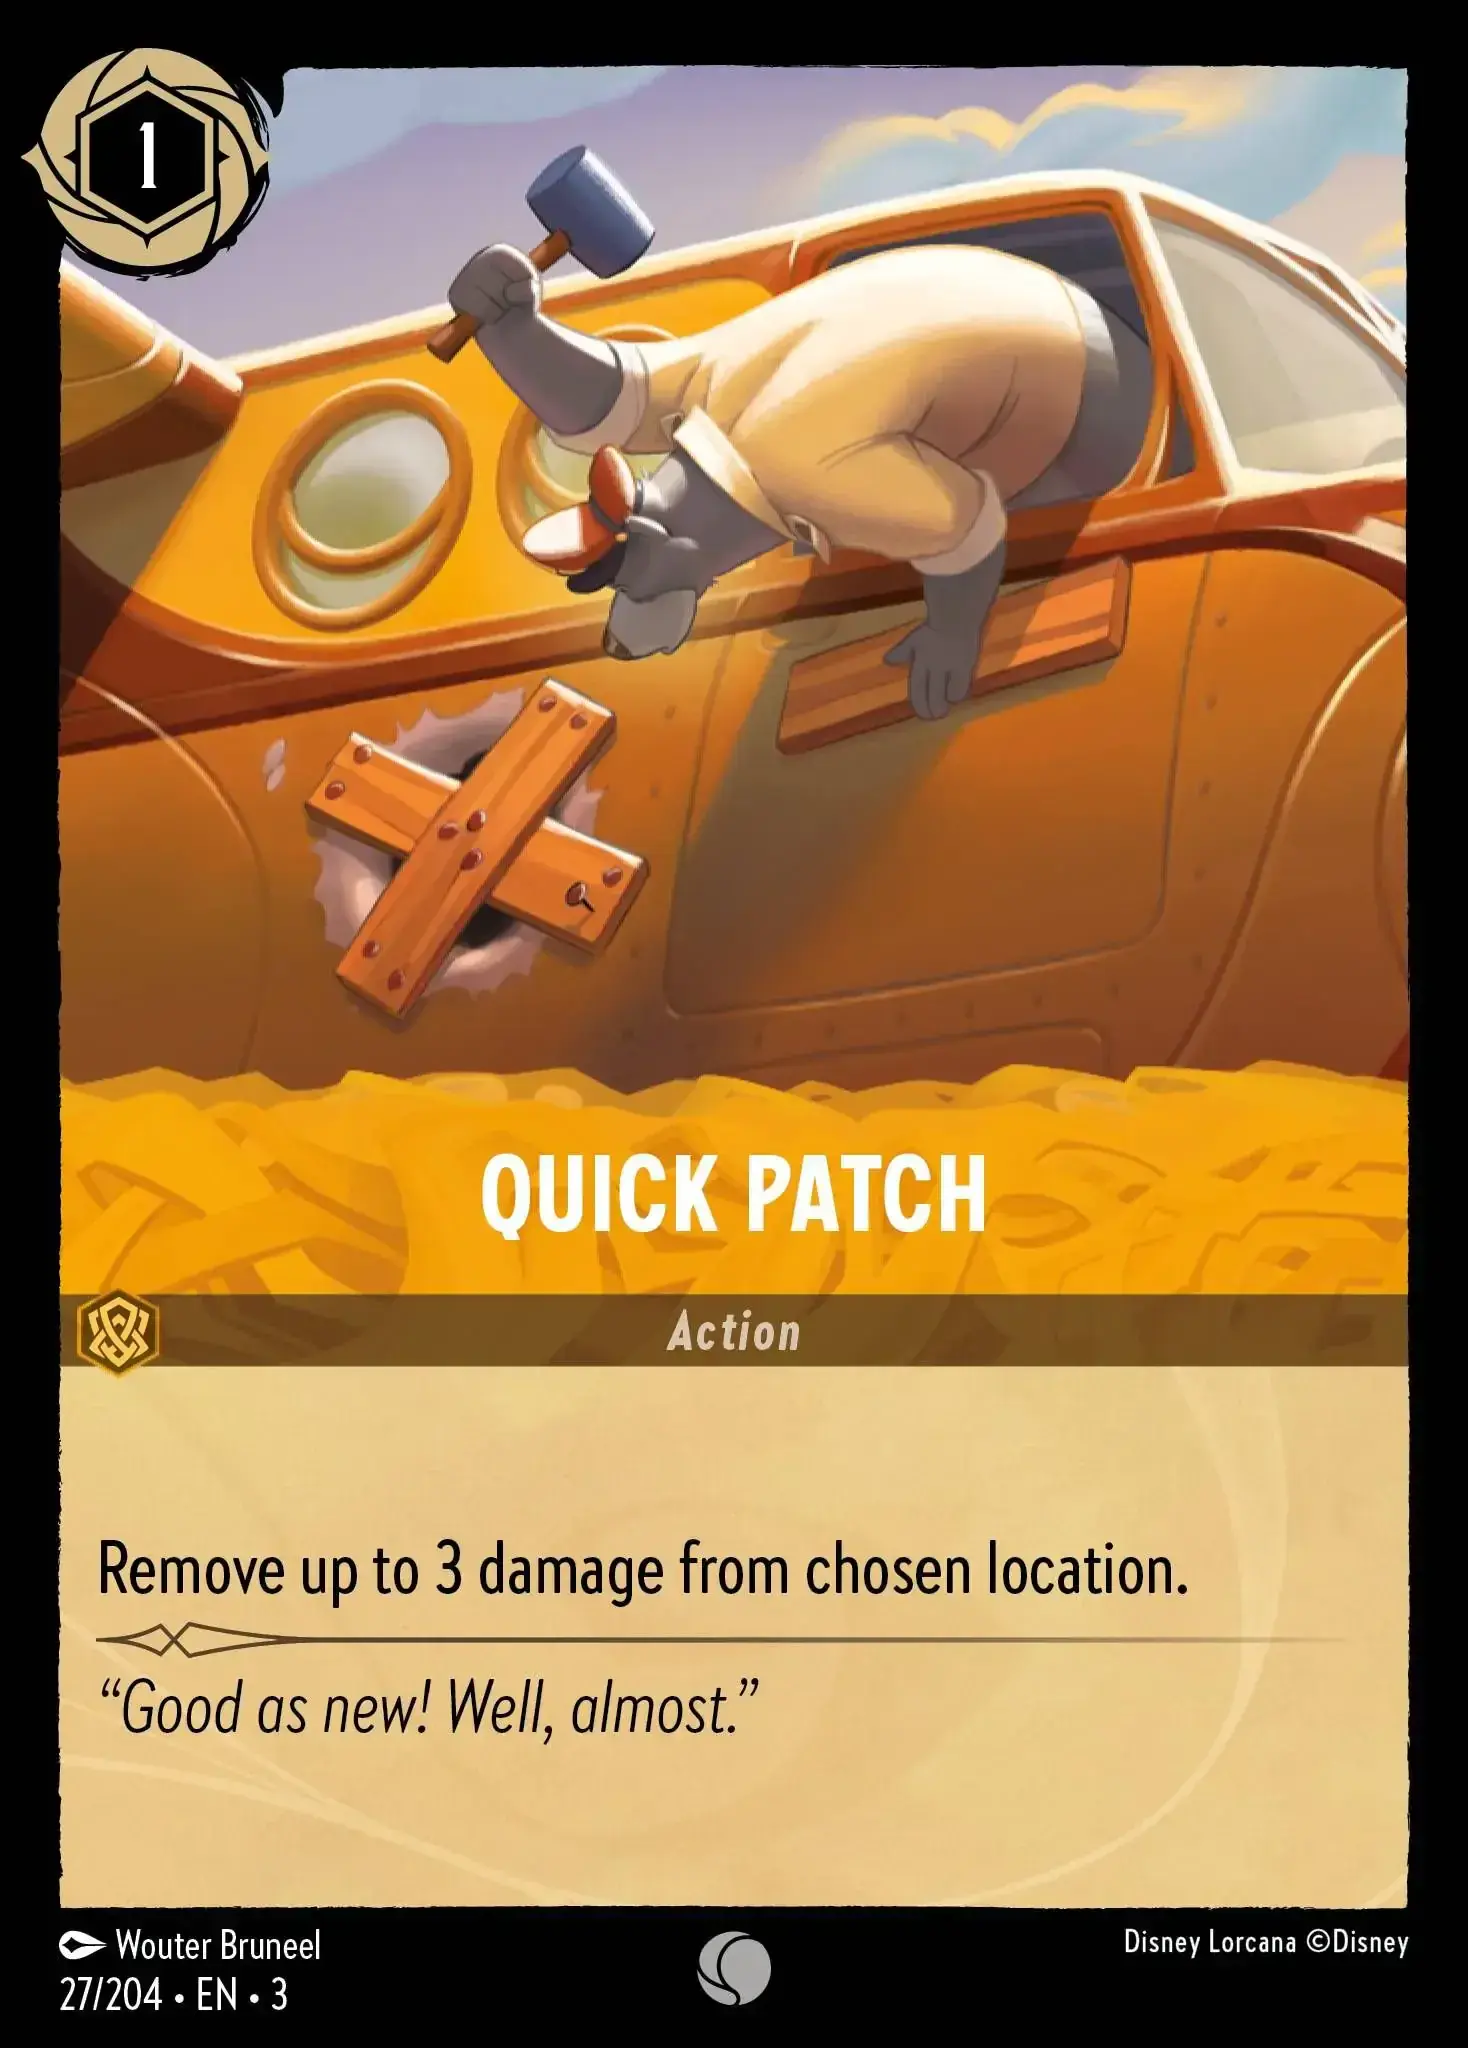 1
QUICK PATCH
Action
Remove up to 3 damage from chosen location.
“Good as new! Well, almost.”
Wouter Bruneel
27/204 • EN • 3
Disney Lorcana ©Disney